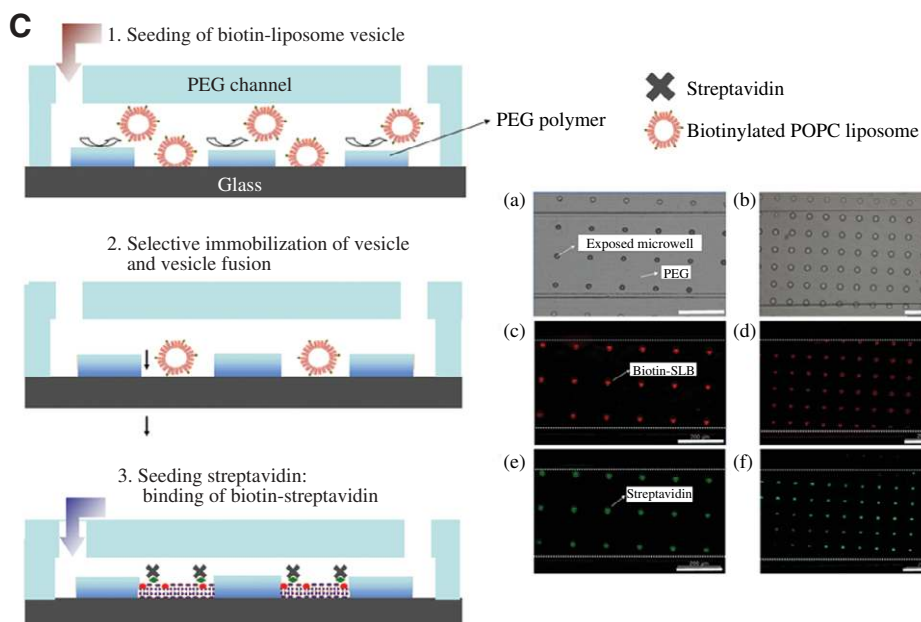 C
1. Seeding of biotin-liposome vesicle
PEG channel
PEG polymer
Glass
Streptavidin
Biotinylated POPC liposome
2. Selective immobilization of vesicle
and vesicle fusion
3. Seeding streptavidin:
binding of biotin-streptavidin
(a)
Exposed microwell
PEG
(b)
(c)
Biotin-SLB
200 µm
(d)
(e)
Streptavidin
(f)